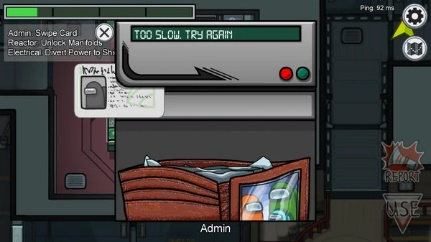 Ping: 92 ms
Admin: Swipe Card
Reactor: Unlock Manifolds
Electrical: Divert Power to Shi
TOO SLOW. TRY AGAIN
REPORT
USE
Admin